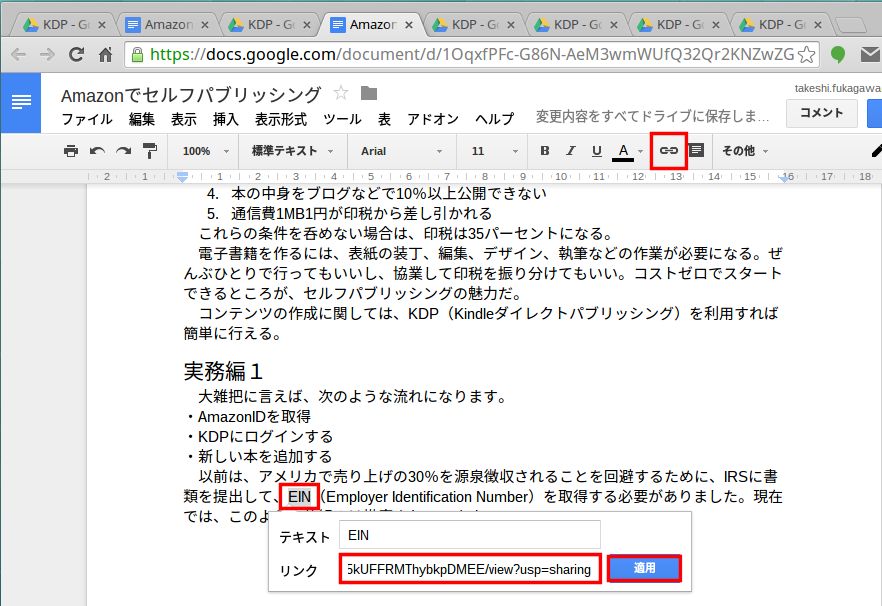 KDP - Go
Amazon
KDP - Go
Amazon
KDP - Go
KDP - Go
KDP - Go
KDP - Go
https://docs.google.com/document/d/1OqxfPFc-G86N-AeM3wmWUfQ32Qr2KNZwZG
takeshi.fukagawa
Amazonでセルフパブリッシング
コメント
ファイル 編集 表示 挿入 表示形式 ツール 表 アドオン ヘルプ 変更内容をすべてドライブに保存しま…
100% 標準テキスト Arial 11 B I U A その他
2 1 1 2 3 4 5 6 7 8 9 10 11 12 13 14 15 16 17 18
4. 本の中身をブログなどで10％以上公開できない
5. 通信費1MB1円が印税から差し引かれる
これらの条件を呑めない場合は、印税は35パーセントになる。
電子書籍を作るには、表紙の装丁、編集、デザイン、執筆などの作業が必要になる。ぜ
んぶひとりで行ってもいいし、協業して印税を振り分けてもいい。コストゼロでスタート
できるところが、セルフパブリッシングの魅力だ。
コンテンツの作成に関しては、KDP（Kindleダイレクトパブリッシング）を利用すれば
簡単に行える。
実務編１
大雑把に言えば、次のような流れになります。
・AmazonIDを取得
・KDPにログインする
・新しい本を追加する
以前は、アメリカで売り上げの30％を源泉徴収されることを回避するために、IRSに書
類を提出して、EIN（Employer Identification Number）を取得する必要がありました。現在
では、このよ
テキスト EIN
リンク 5kUFFRMThybkpDMEE/view?usp=sharing 適用